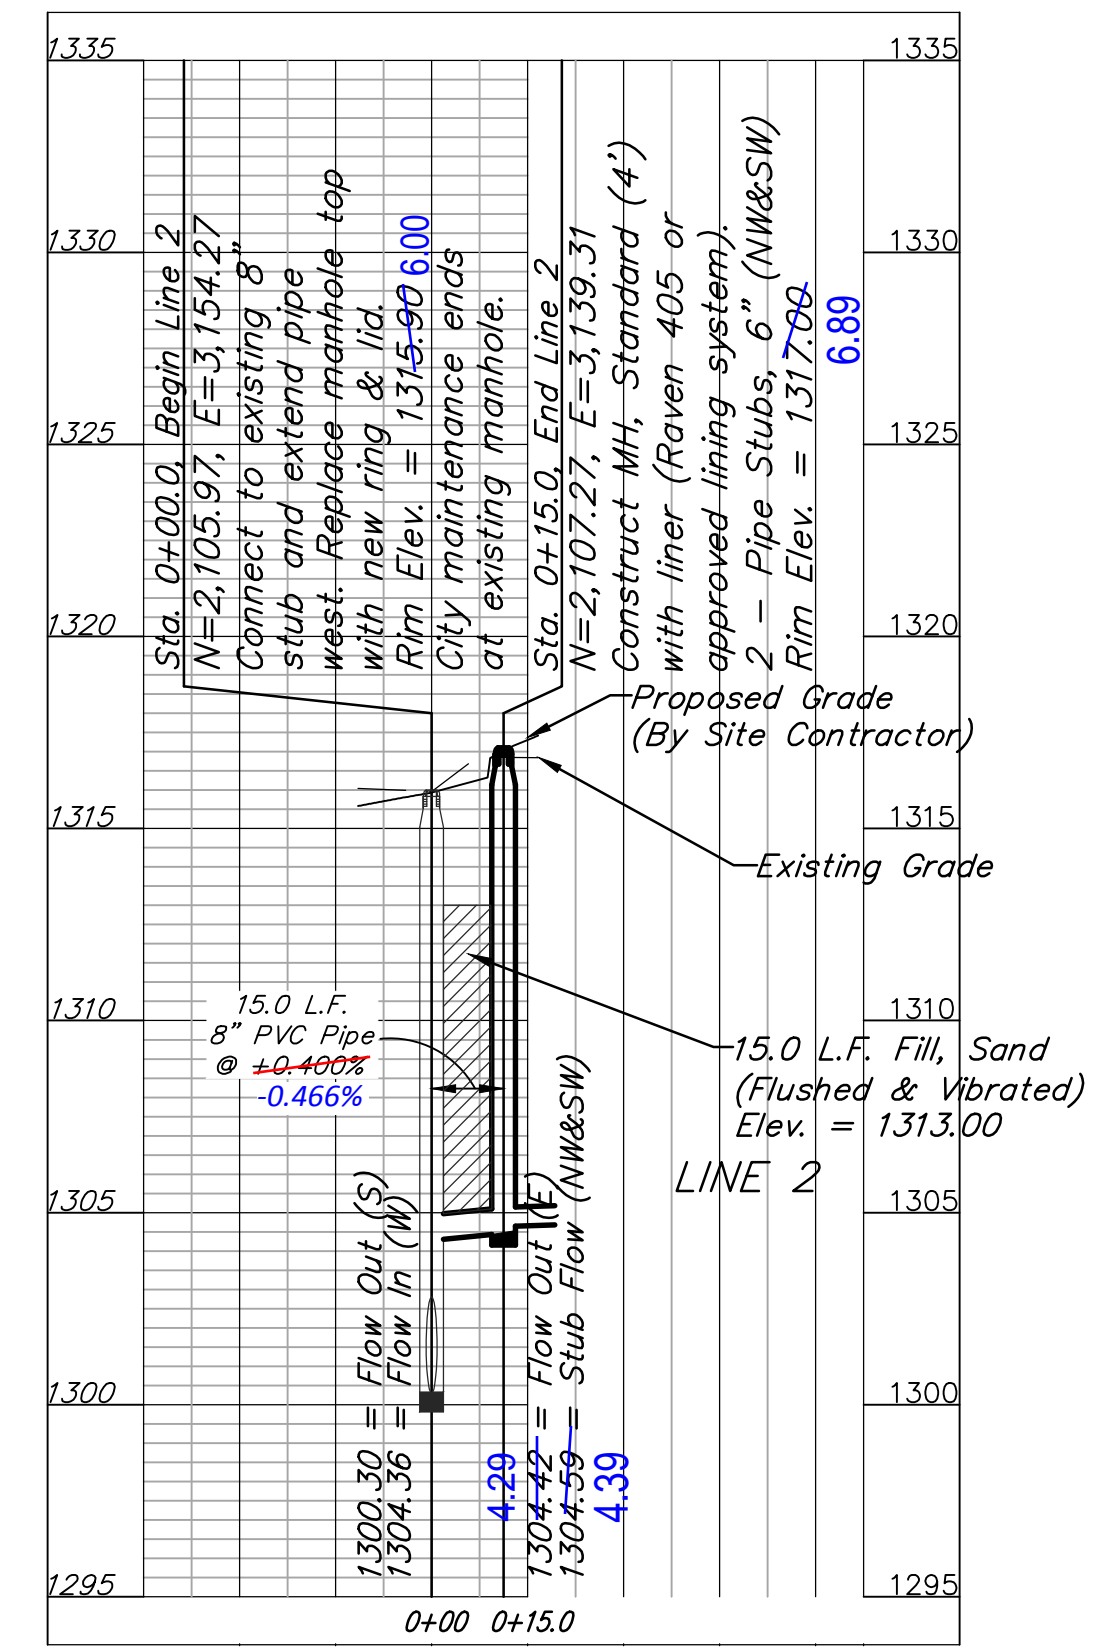 1335
1335
1330
1330
1325
1325
1320
1320
1315
1315
1310
1310
1305
1305
1300
1300
1295
1295
Sta. 0+00.0, Begin Line 2
N=2,105.97, E=3,154.27
Connect to existing 8"
stub and extend pipe
west. Replace manhole top
with new ring & lid.
Rim Elev. = 1315.90 6.00
City maintenance ends
at existing manhole.
Sta. 0+15.0, End Line 2
N=2,107.27, E=3,139.31
Construct MH, Standard (4')
with liner (Raven 405 or
approved lining system).
2 - Pipe Stubs, 6" (NW&SW)
Rim Elev. = 1317.00
6.89
Proposed Grade
(By Site Contractor)
Existing Grade
15.0 L.F.
8" PVC Pipe
@ +0.400%
-0.466%
15.0 L.F. Fill, Sand
(Flushed & Vibrated)
Elev. = 1313.00
LINE 2
1300.30 = Flow Out (S)
1304.36 = Flow In (W)
4.29
1304.42 = Flow Out (E)
1304.59 = Stub Flow (NW&SW)
4.39
0+00 0+15.0